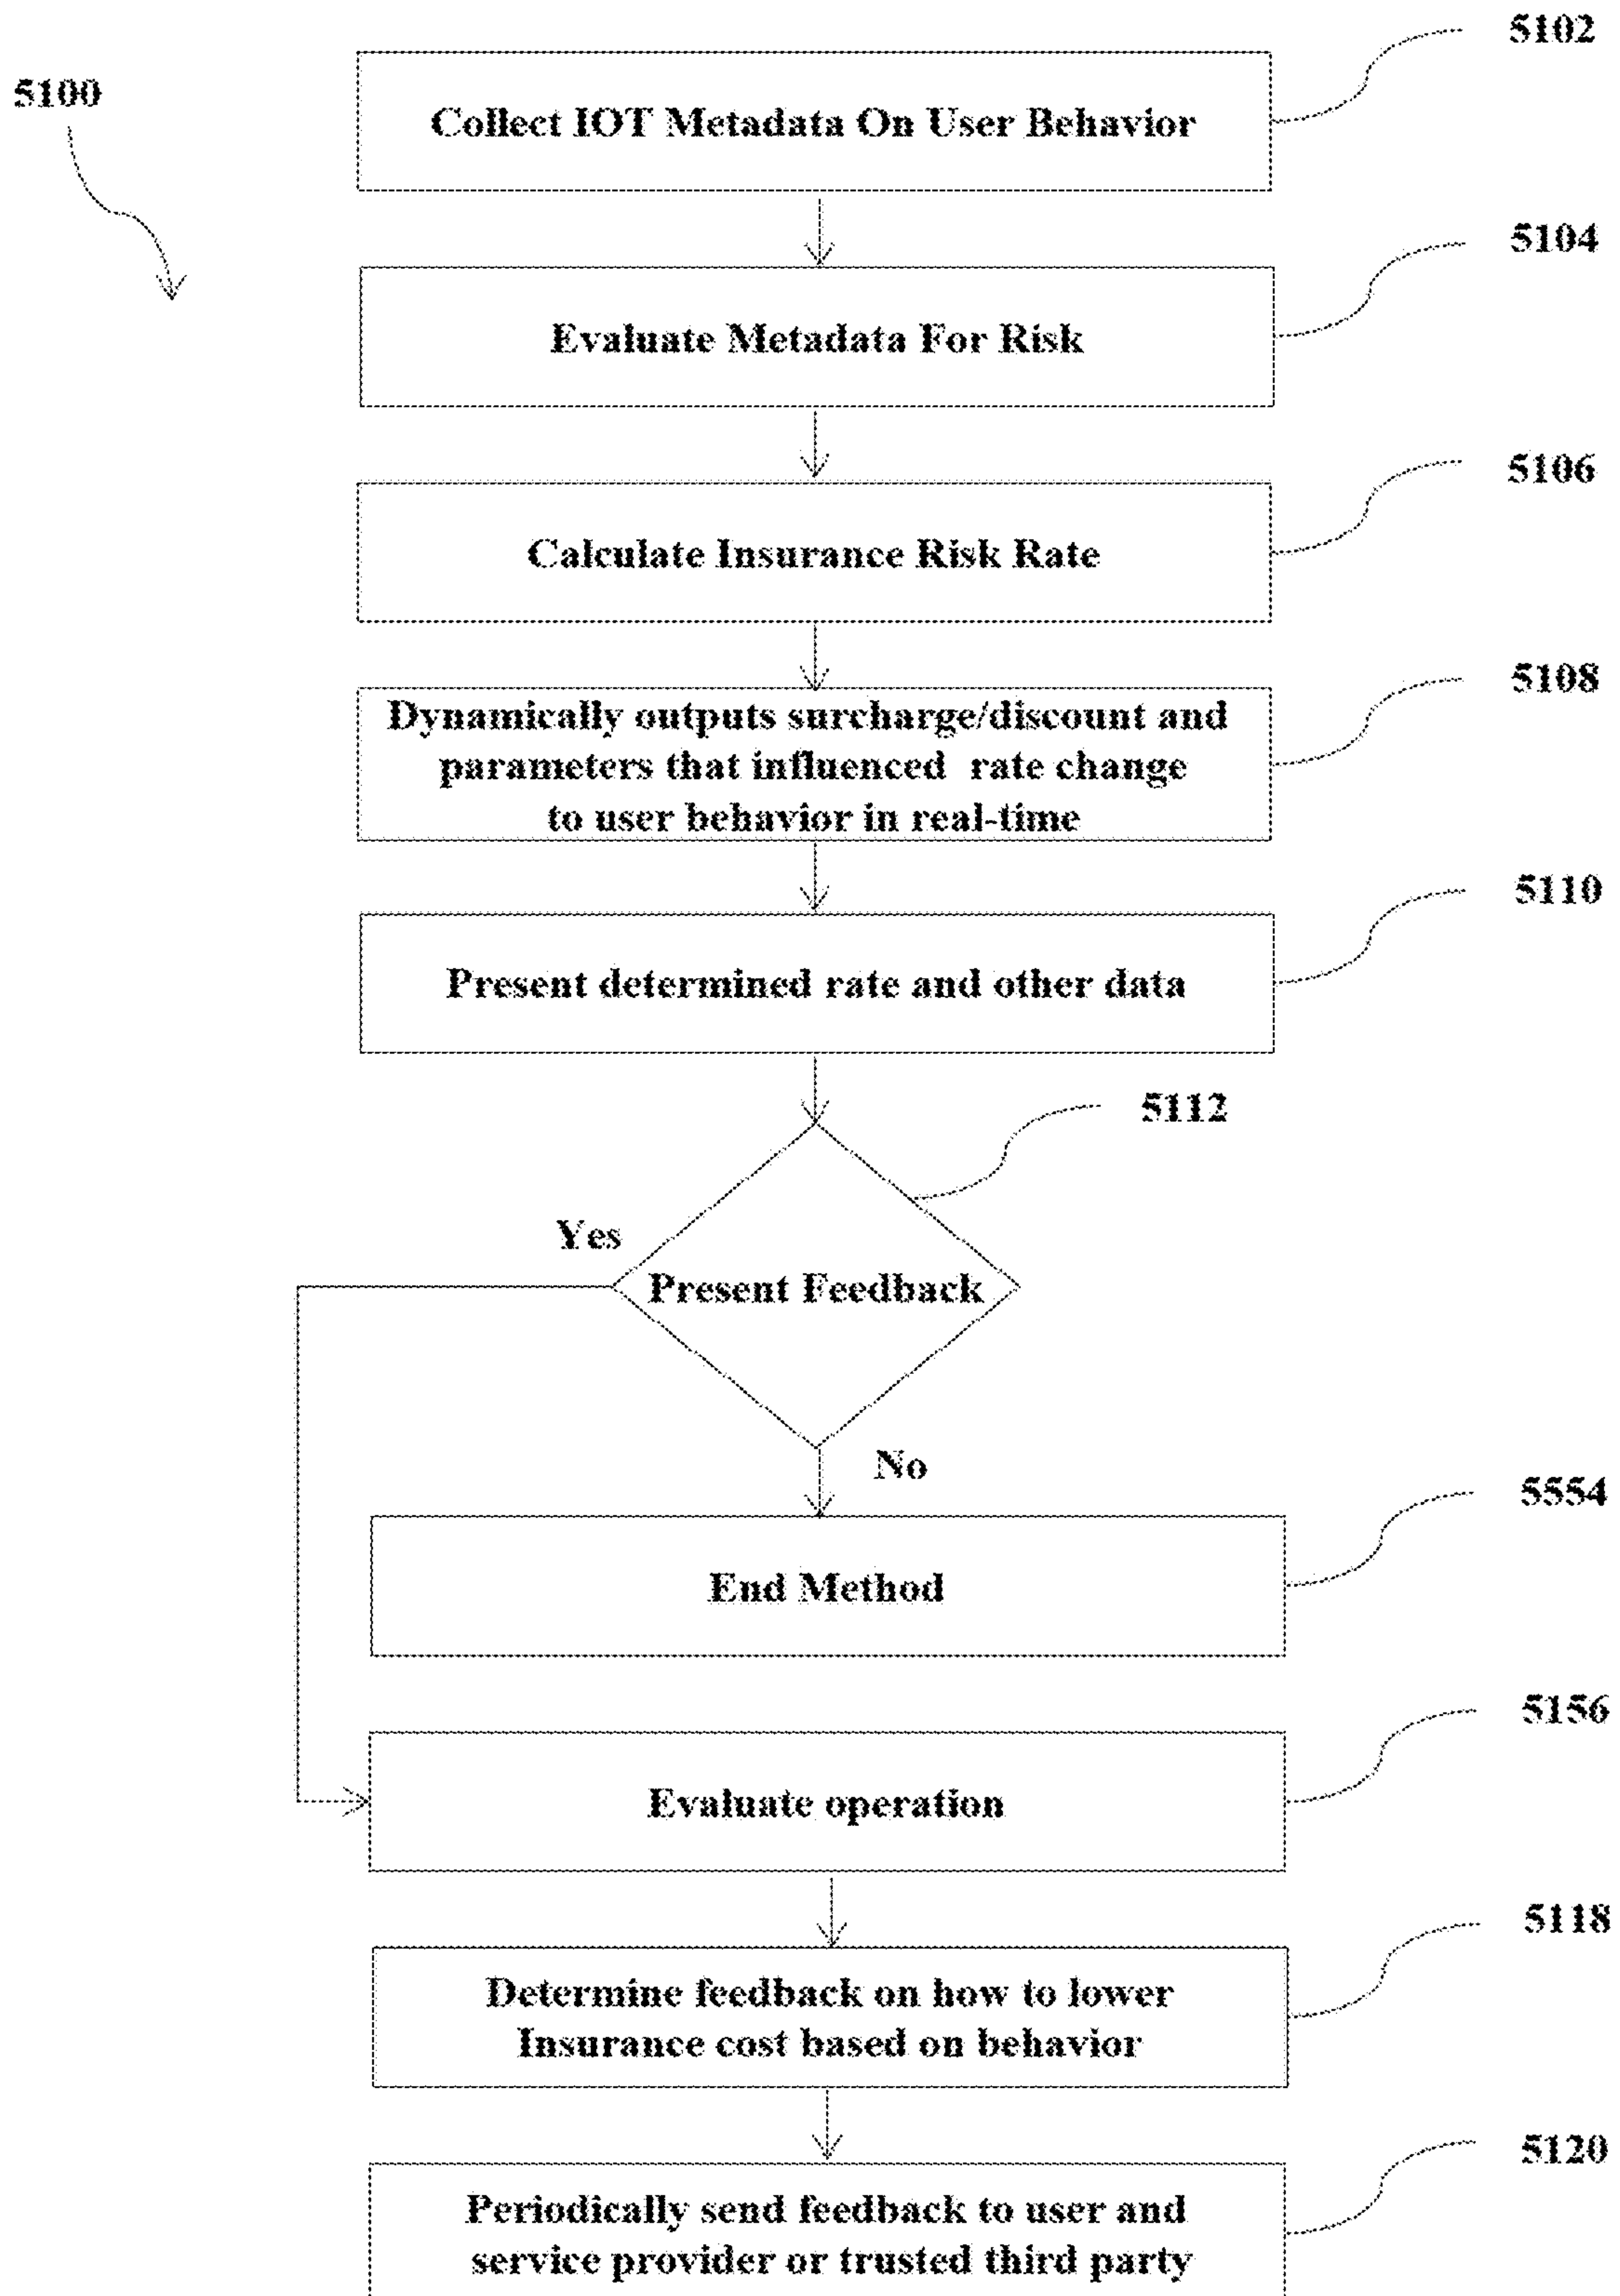 5102
5100
Collect IOT Metadata On User Behavior
5104
Evaluate Metadata For Risk
5106
Calculate Insurance Risk Rate
5108
Dynamically outputs surcharge/discount and
parameters that influenced rate change
to user behavior in real-time
5110
Present determined rate and other data
5112
Yes
Present Feedback
No
5554
End Method
5156
Evaluate operation
5118
Determine feedback on how to lower
Insurance cost based on behavior
5120
Periodically send feedback to user and
service provider or trusted third party